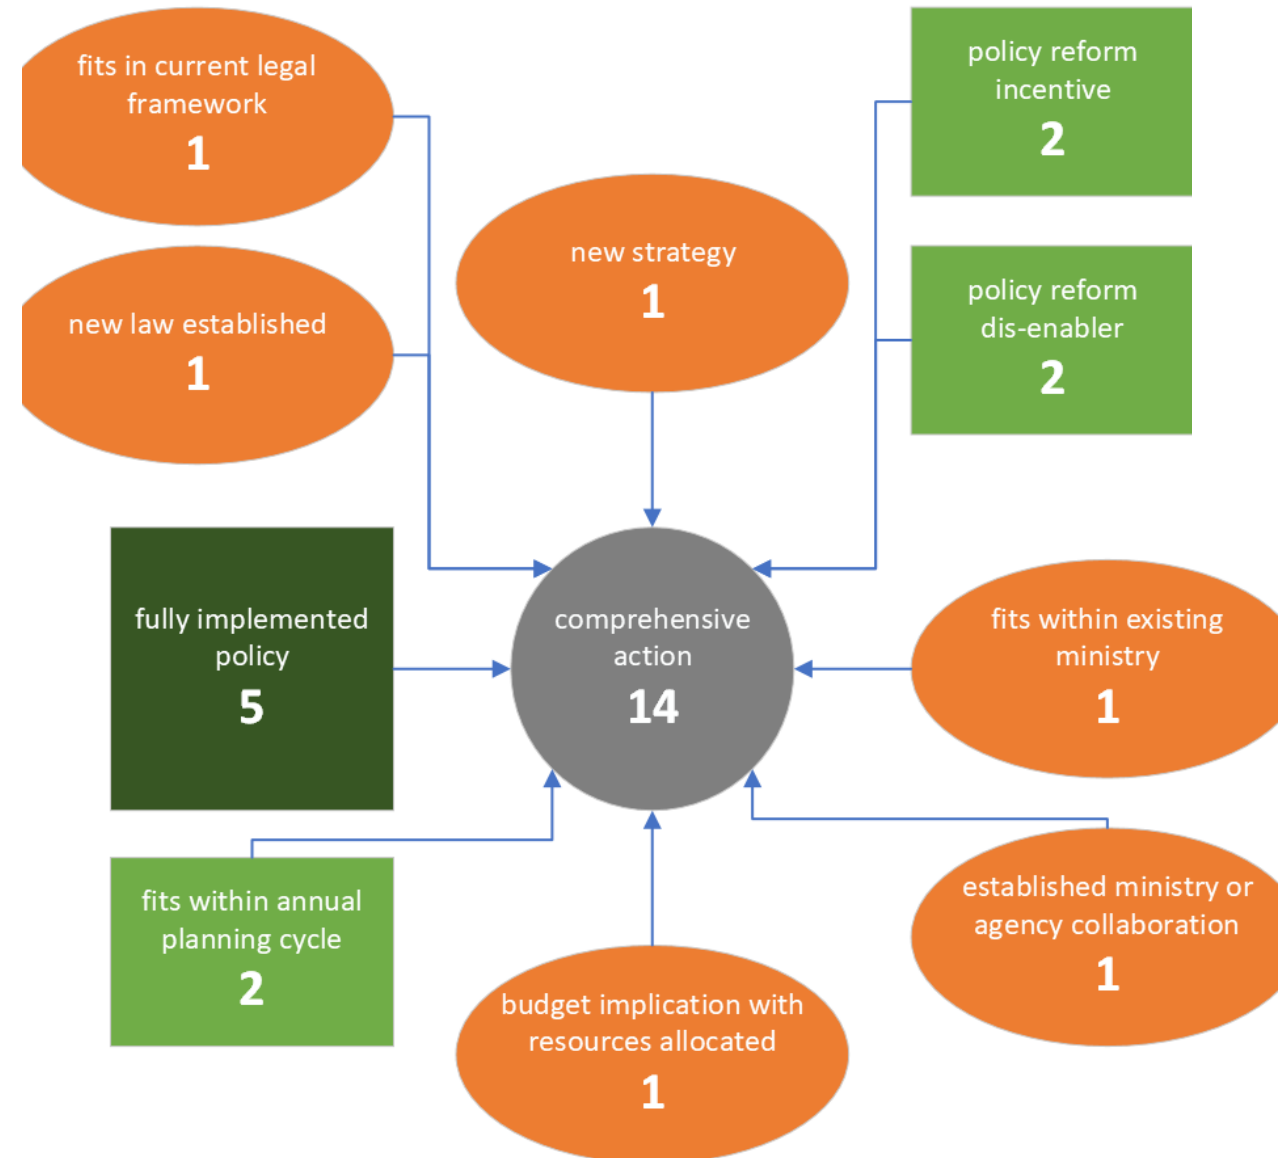 fits in current legal
framework
1
policy reform
incentive
2
new strategy
1
new law established
1
policy reform
dis-enabler
2
fully implemented
policy
5
comprehensive
action
14
fits within existing
ministry
1
fits within annual
planning cycle
2
budget implication with
resources allocated
1
established ministry or
agency collaboration
1